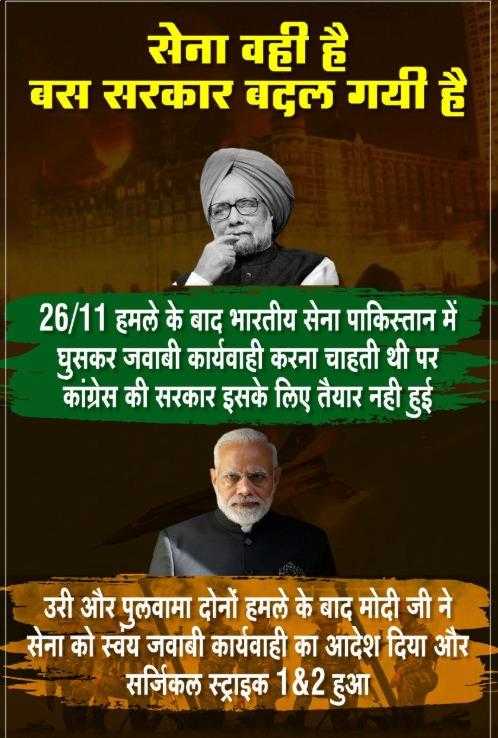 सेना वही है
बस सरकार बदल गयी है
26/11 हमले के बाद भारतीय सेना पाकिस्तान में
घुसकर जवाबी कार्यवाही करना चाहती थी पर
कांग्रेस की सरकार इसके लिए तैयार नही हुई
उरी और पुलवामा दोनों हमले के बाद मोदी जी ने
सेना को स्वंय जवाबी कार्यवाही का आदेश दिया और
सर्जिकल स्ट्राइक 1&2 हुआ